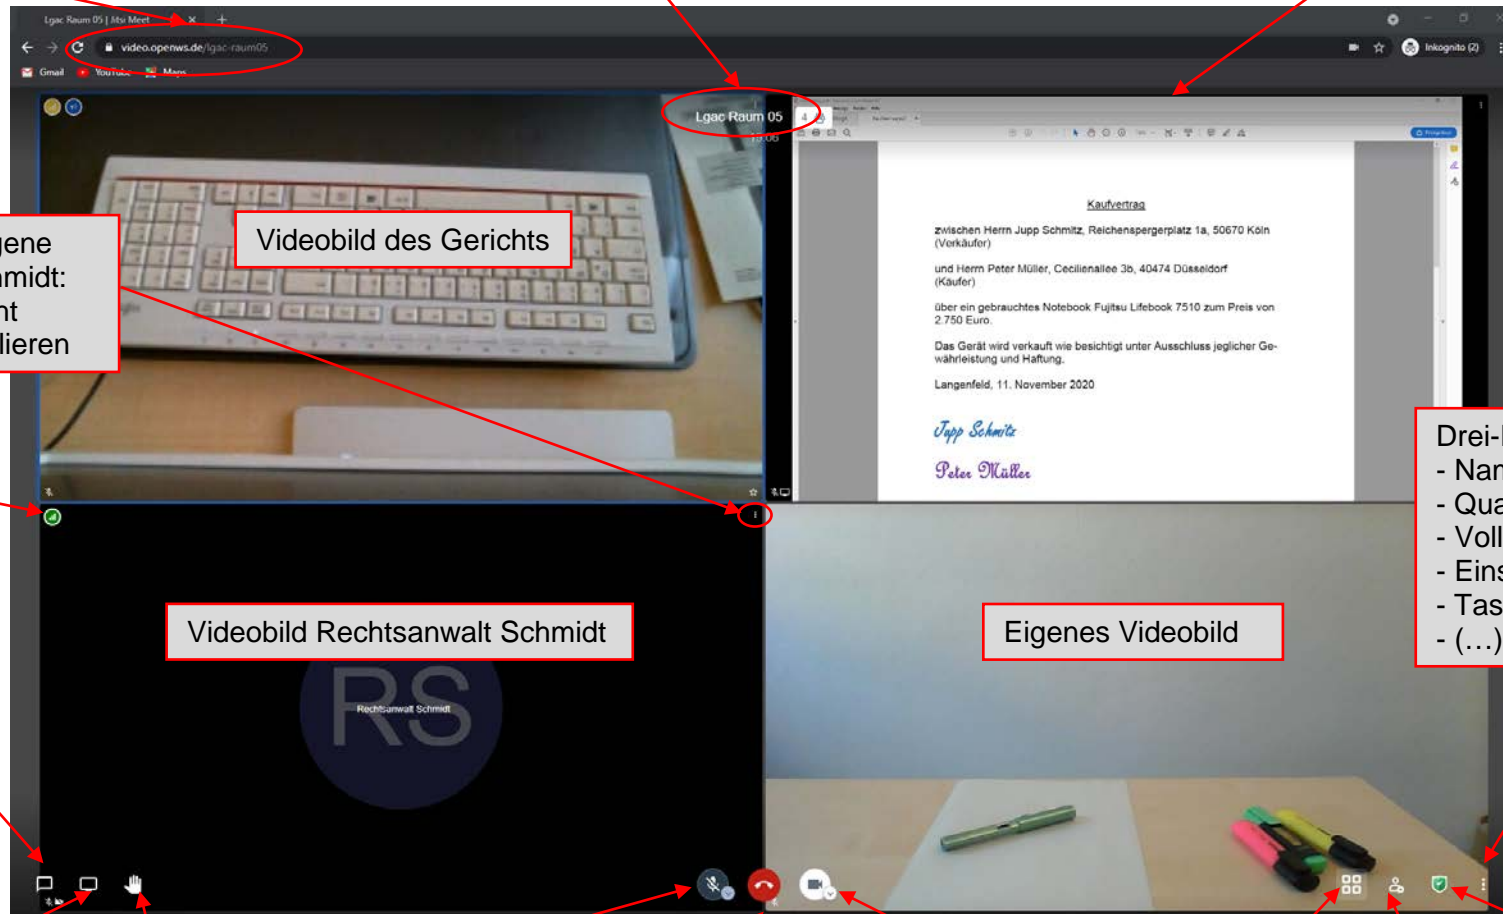 Lgac Raum 05 | Jitsi Meet
video.openws.de/lgac-raum05
Inkognito (2)
Gmail
YouTube
Maps
Lgac Raum 05
4
Videobild des Gerichts
gene
hmidt:
nt
lieren
Kaufvertrag
zwischen Herrn Jupp Schmitz, Reichenspergerplatz 1a, 50670 Köln
(Verkäufer)
und Herrn Peter Müller, Cecilienallee 3b, 40474 Düsseldorf
(Käufer)
über ein gebrauchtes Notebook Fujitsu Lifebook 7510 zum Preis von
2.750 Euro.
Das Gerät wird verkauft wie besichtigt unter Ausschluss jeglicher Ge-
währleistung und Haftung.
Langenfeld, 11. November 2020
Jupp Schmitz
Peter Müller
Drei-
- Nam
- Qua
- Voll
- Eins
- Tas
- (…)
Videobild Rechtsanwalt Schmidt
RS
Rechtsanwalt Schmidt
Eigenes Videobild